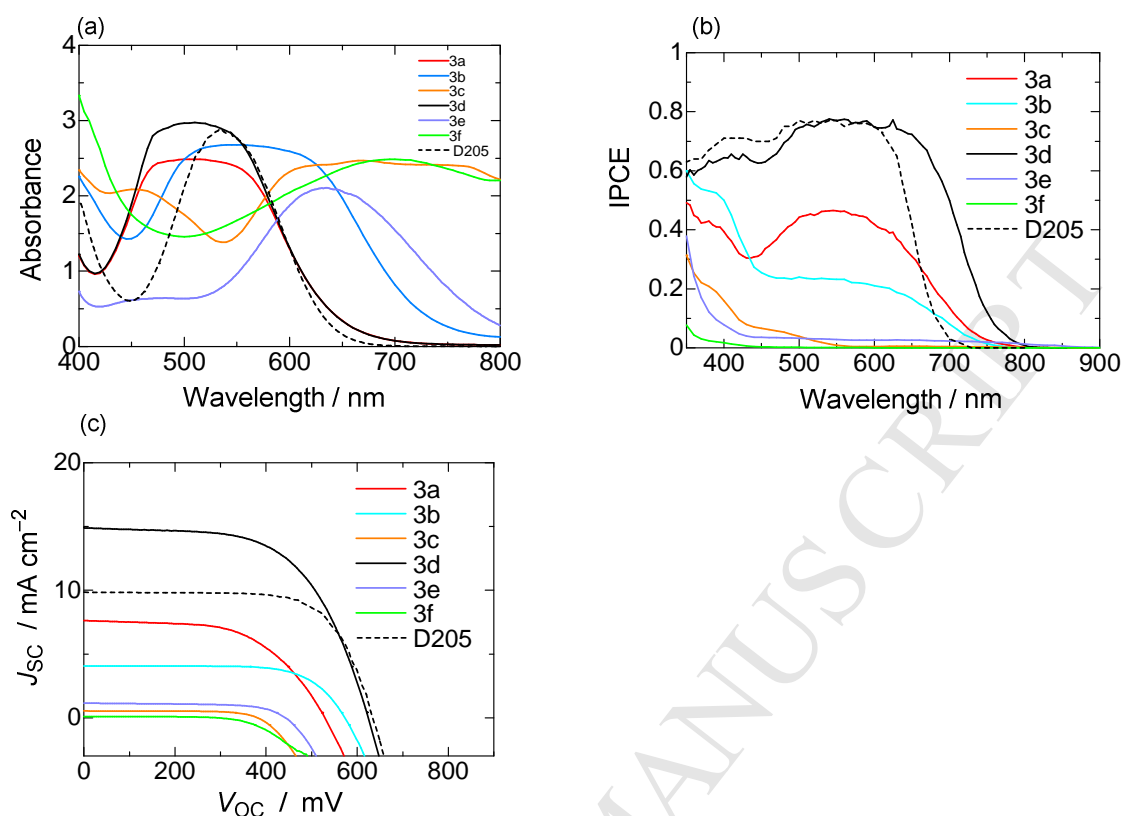 (a)
4
3
2
1
0
400 500 600 700 800
Absorbance
Wavelength / nm
3a
3b
3c
3d
3e
3f
D205
(b)
1
0.8
0.6
0.4
0.2
0
400 500 600 700 800 900
IPCE
Wavelength / nm
3a
3b
3c
3d
3e
3f
D205
(c)
20
10
0
0 200 400 600 800
JSC / mA cm−2
VOC / mV
3a
3b
3c
3d
3e
3f
D205
MANUSCRIPT